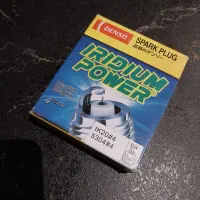 DENSO
SPARK PLUG
IRIDIUM
POWER
IK20#4
5304#4